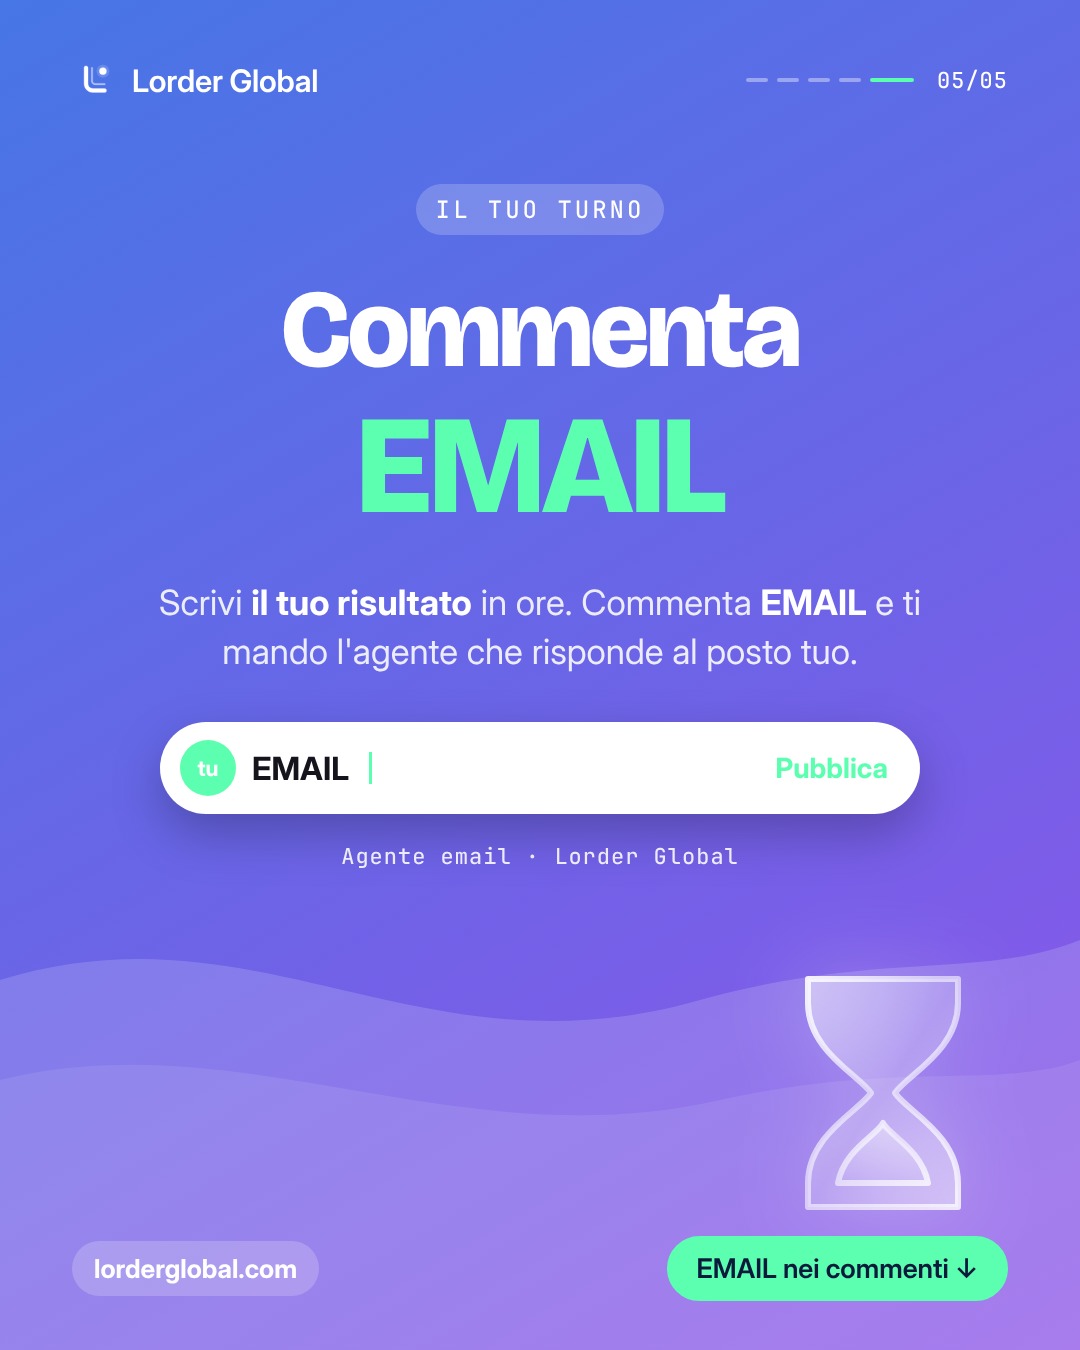 Lorder Global
05/05
IL TUO TURNO
Commenta
EMAIL
Scrivi il tuo risultato in ore. Commenta EMAIL e ti
mando l'agente che risponde al posto tuo.
tu EMAIL Pubblica
Agente email · Lorder Global
lorderglobal.com
EMAIL nei commenti ↓